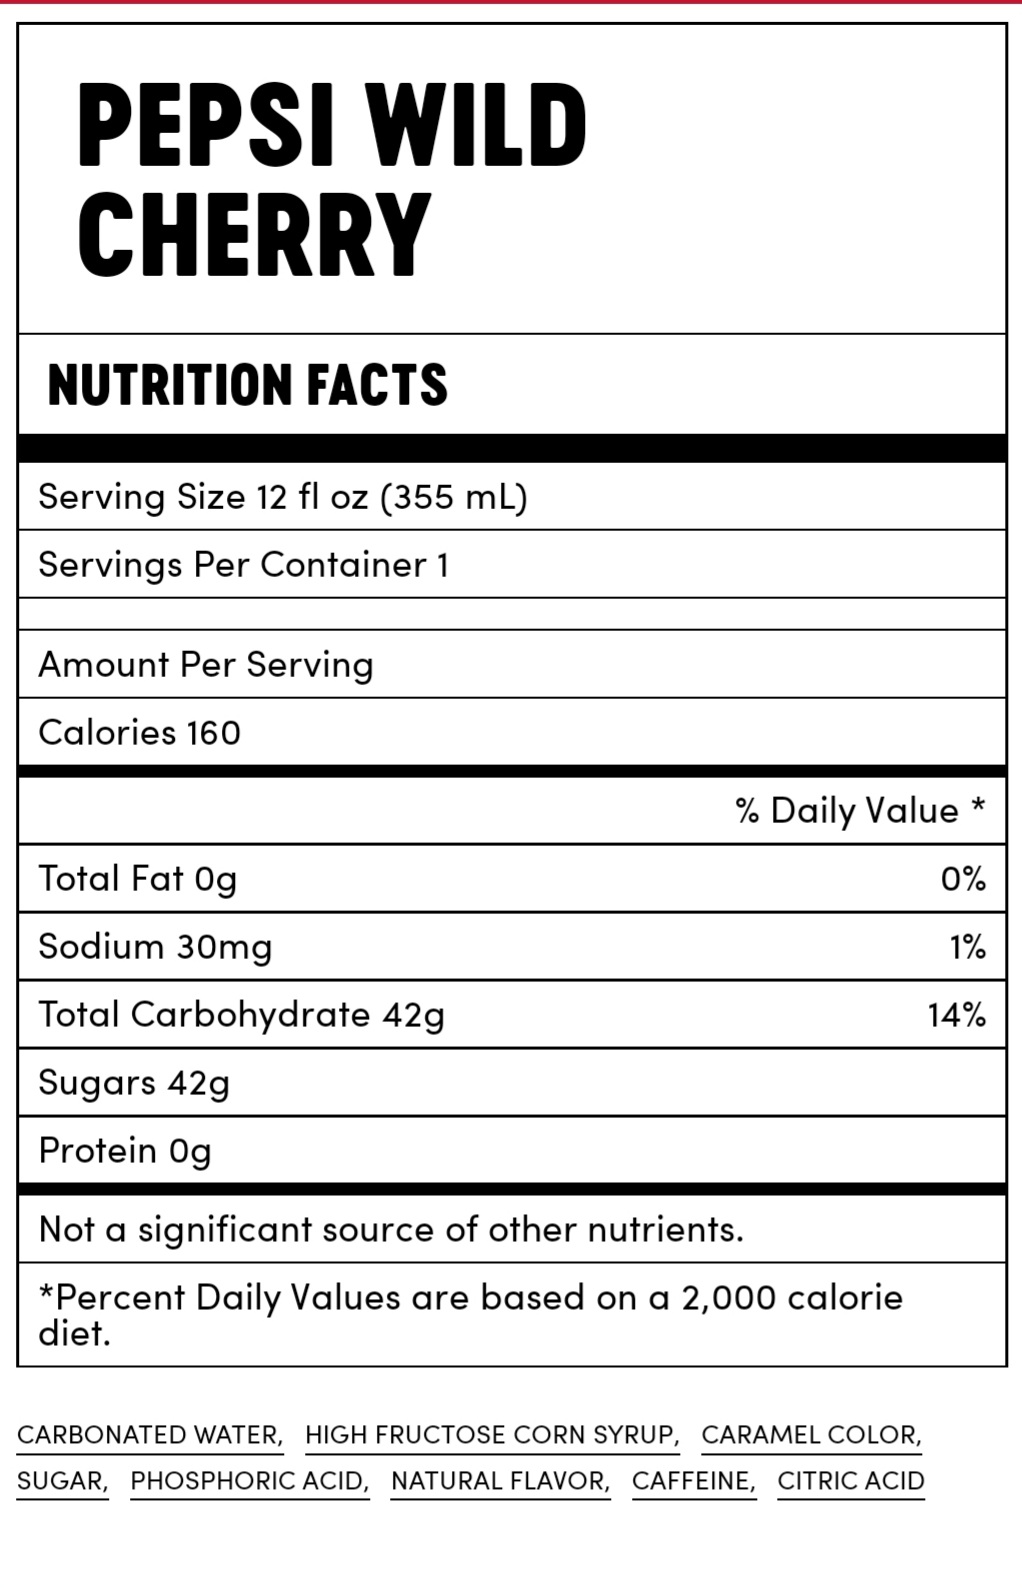 PEPSI WILD
CHERRY
NUTRITION FACTS
Serving Size 12 fl oz (355 mL)
Servings Per Container 1
Amount Per Serving
Calories 160
% Daily Value *
Total Fat 0g 0%
Sodium 30mg 1%
Total Carbohydrate 42g 14%
Sugars 42g
Protein 0g
Not a significant source of other nutrients.
*Percent Daily Values are based on a 2,000 calorie
diet.
CARBONATED WATER, HIGH FRUCTOSE CORN SYRUP, CARAMEL COLOR,
SUGAR, PHOSPHORIC ACID, NATURAL FLAVOR, CAFFEINE, CITRIC ACID